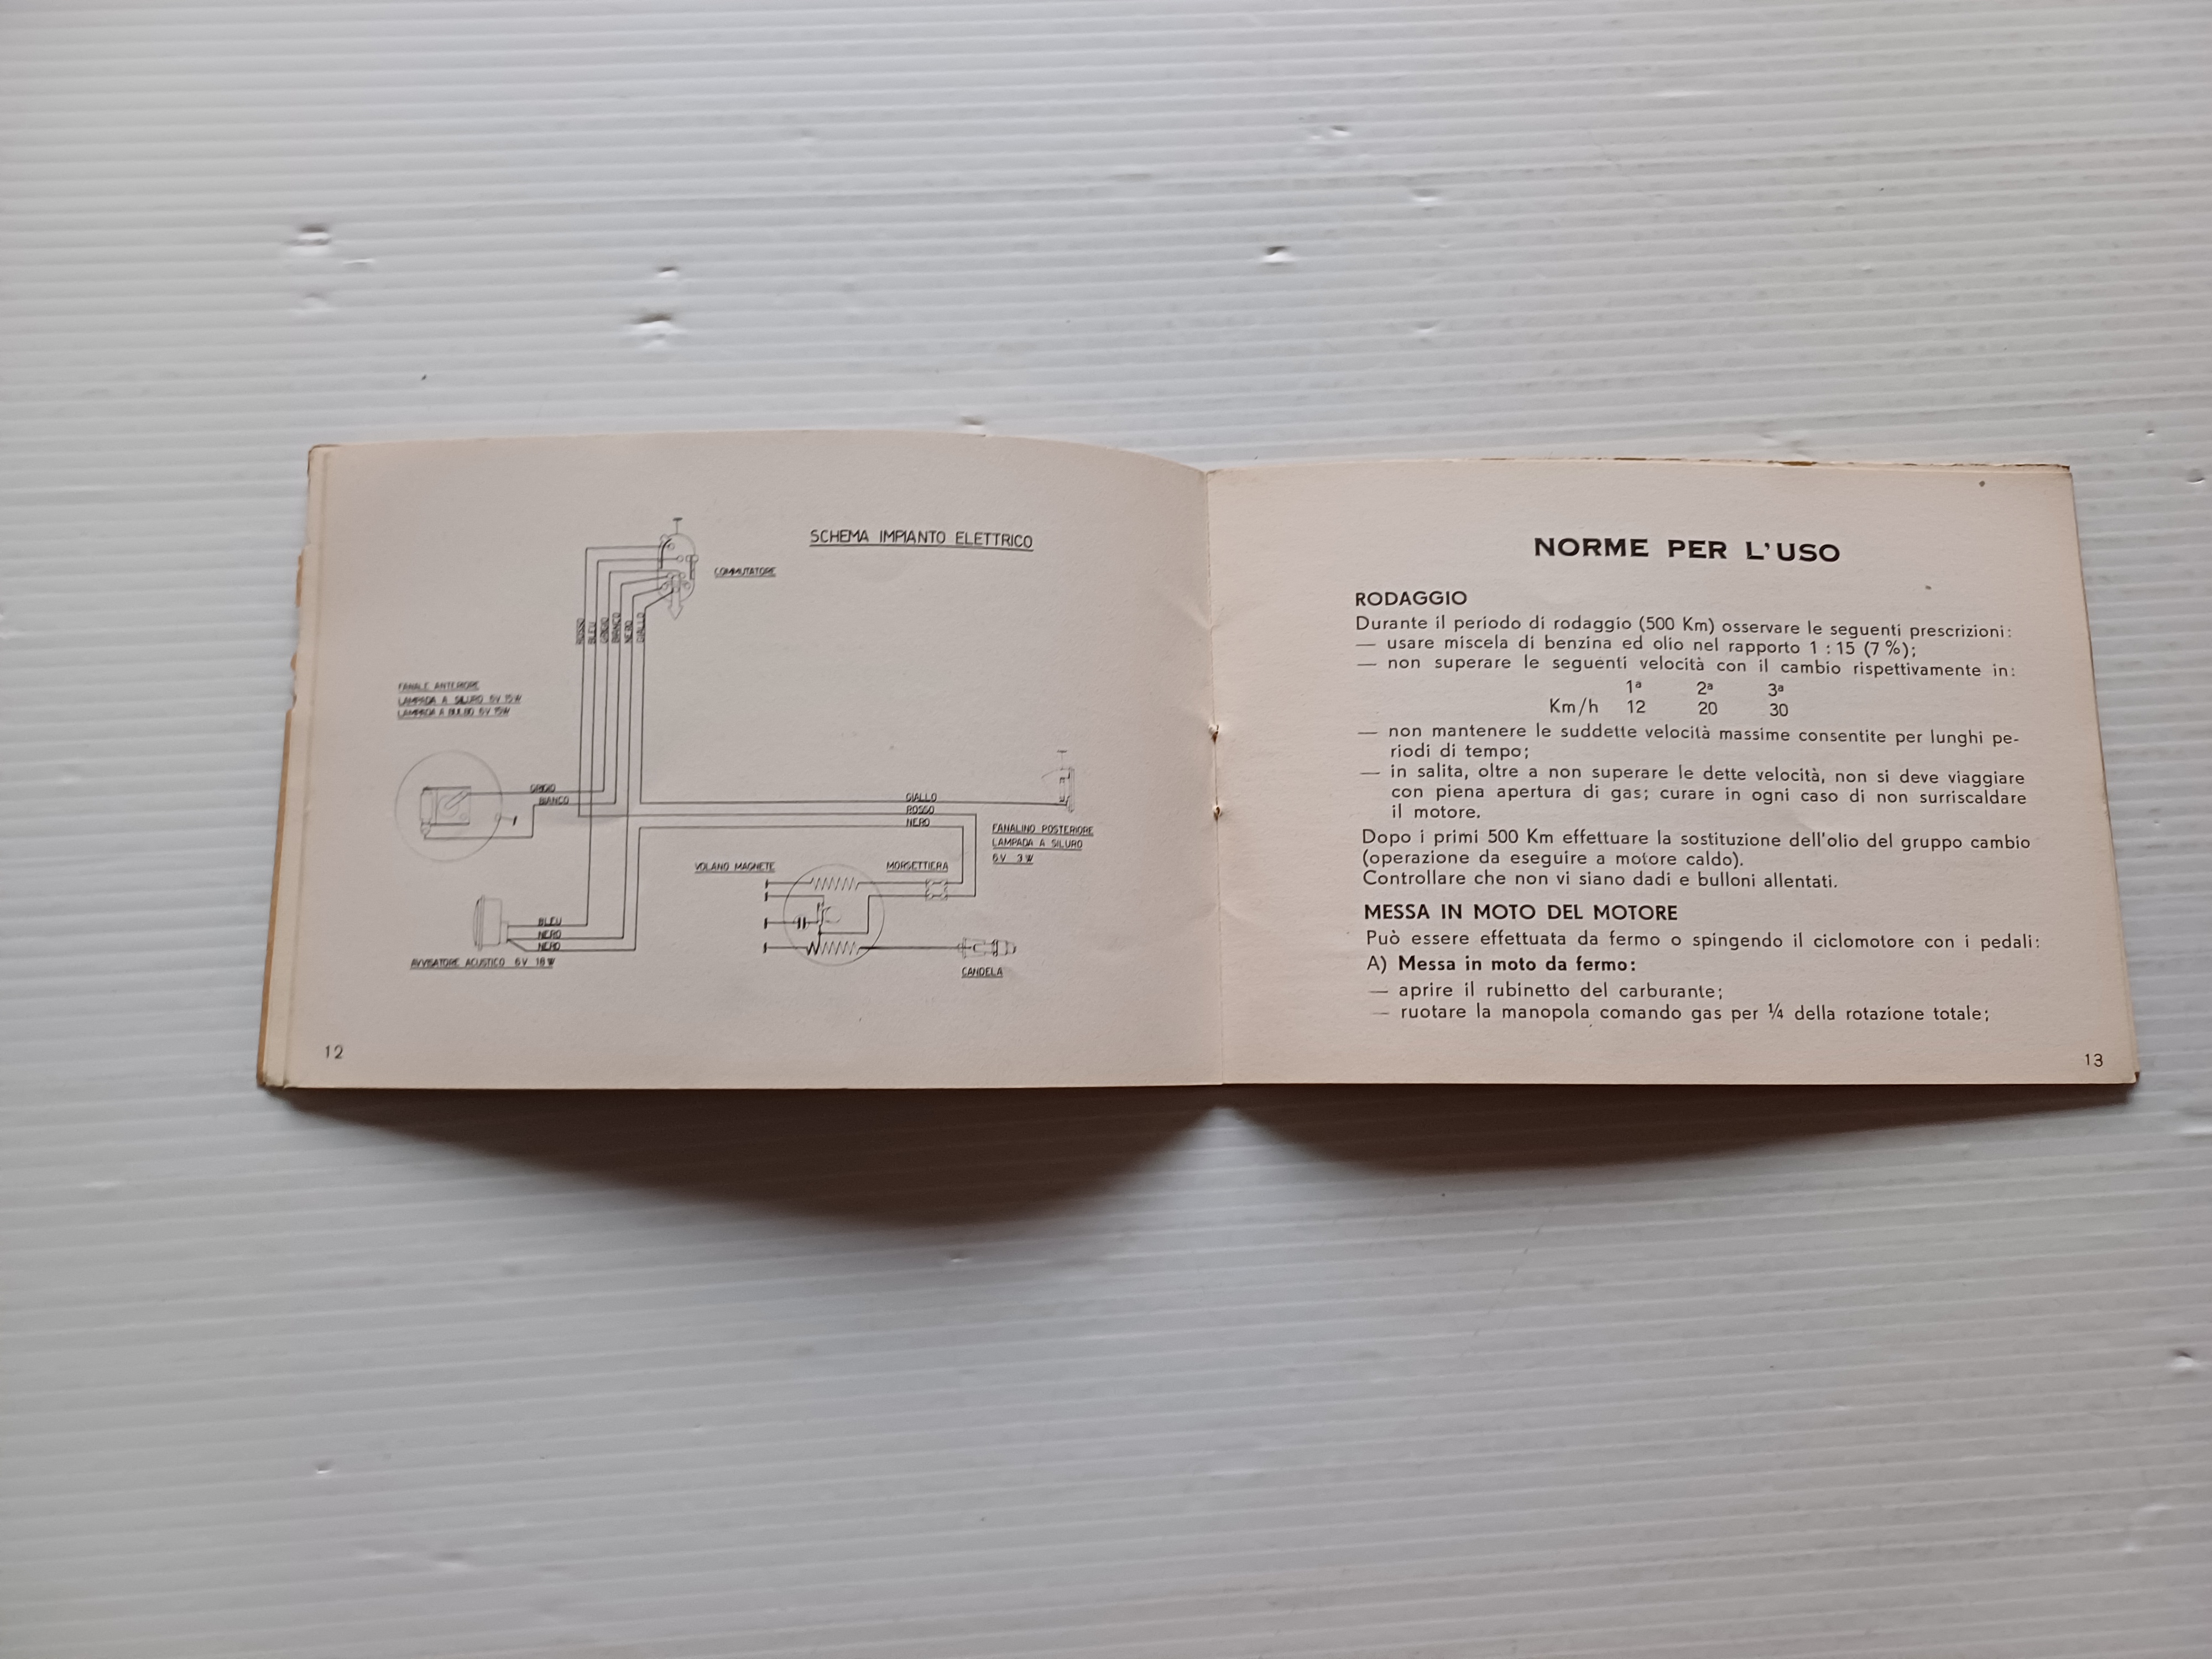 SCHEMA IMPIANTO ELETTRICO
COMMUTATORE
ROSSO
BLEU
GRIGIO
BIANCO
NERO
GIALLO
FANALE ANTERIORE
LAMPADA A SILURO 6V 15W
LAMPADA A BULBO 6V 15W
GRIGIO
BIANCO
GIALLO
ROSSO
NERO
FANALINO POSTERIORE
LAMPADA A SILURO
6V 3W
VOLANO MAGNETE
MORSETTIERA
BLEU
NERO
NERO
AVVISATORE ACUSTICO 6V 18W
CANDELA
12
NORME PER L'USO
RODAGGIO
Durante il periodo di rodaggio (500 Km) osservare le seguenti prescrizioni:
— usare miscela di benzina ed olio nel rapporto 1 : 15 (7 %);
— non superare le seguenti velocità con il cambio rispettivamente in:
1ª 2ª 3ª
Km/h 12 20 30
— non mantenere le suddette velocità massime consentite per lunghi pe-
riodi di tempo;
— in salita, oltre a non superare le dette velocità, non si deve viaggiare
con piena apertura di gas; curare in ogni caso di non surriscaldare
il motore.
Dopo i primi 500 Km effettuare la sostituzione dell'olio del gruppo cambio
(operazione da eseguire a motore caldo).
Controllare che non vi siano dadi e bulloni allentati.
MESSA IN MOTO DEL MOTORE
Può essere effettuata da fermo o spingendo il ciclomotore con i pedali:
A) Messa in moto da fermo:
— aprire il rubinetto del carburante;
— ruotare la manopola comando gas per ¼ della rotazione totale;
13